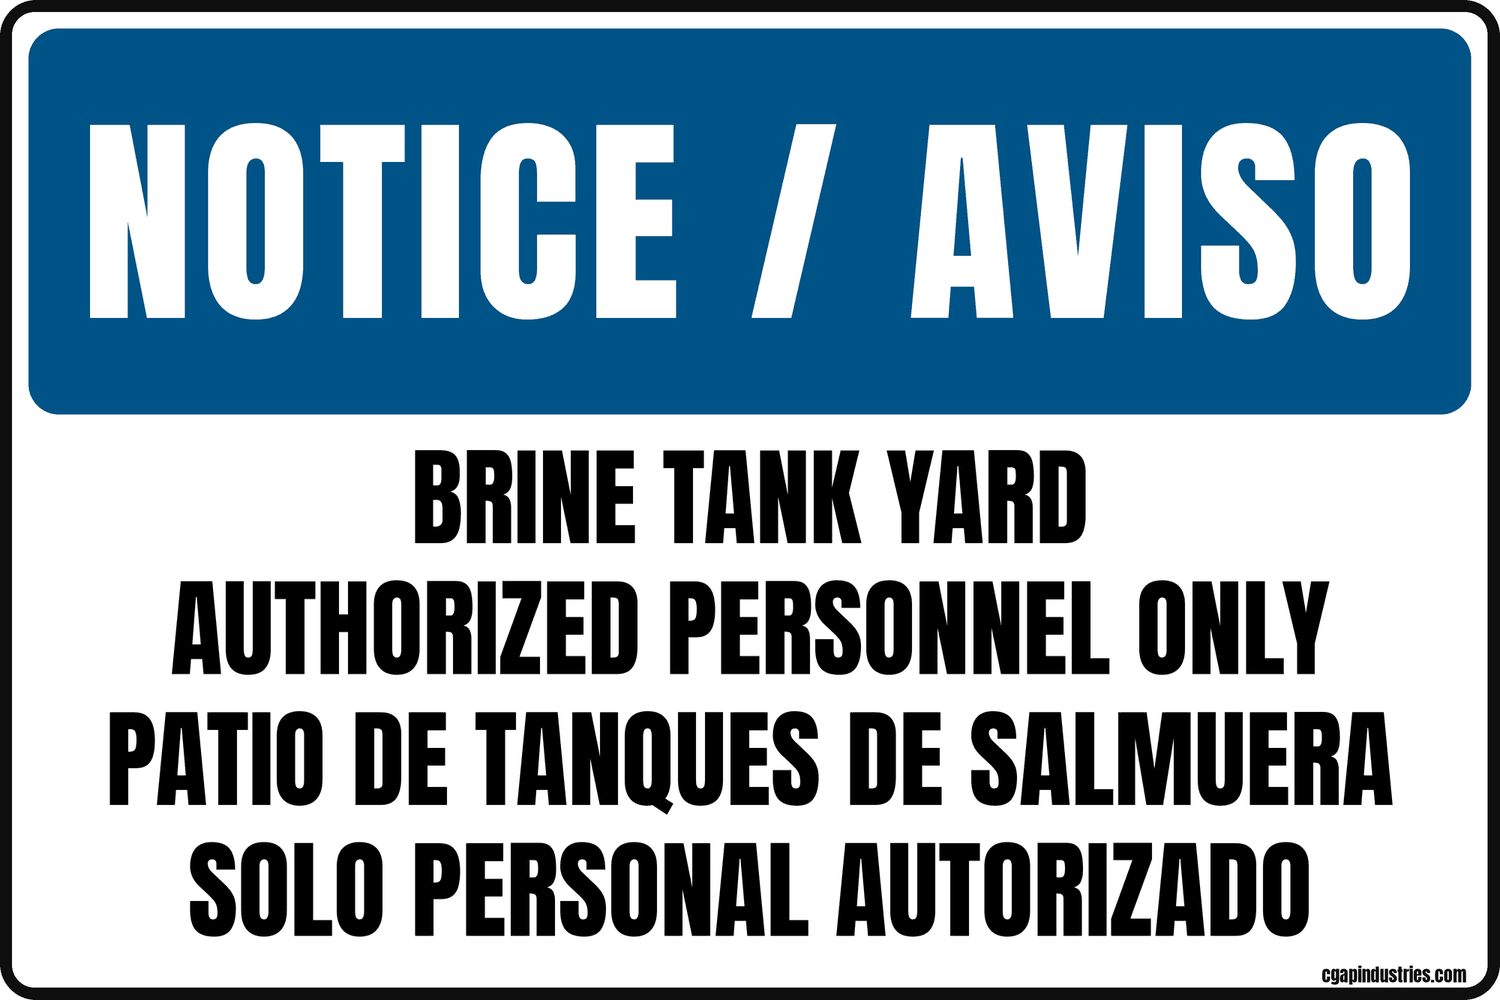 NOTICE / AVISO
BRINE TANK YARD
AUTHORIZED PERSONNEL ONLY
PATIO DE TANQUES DE SALMUERA
SOLO PERSONAL AUTORIZADO
cgapindustries.com